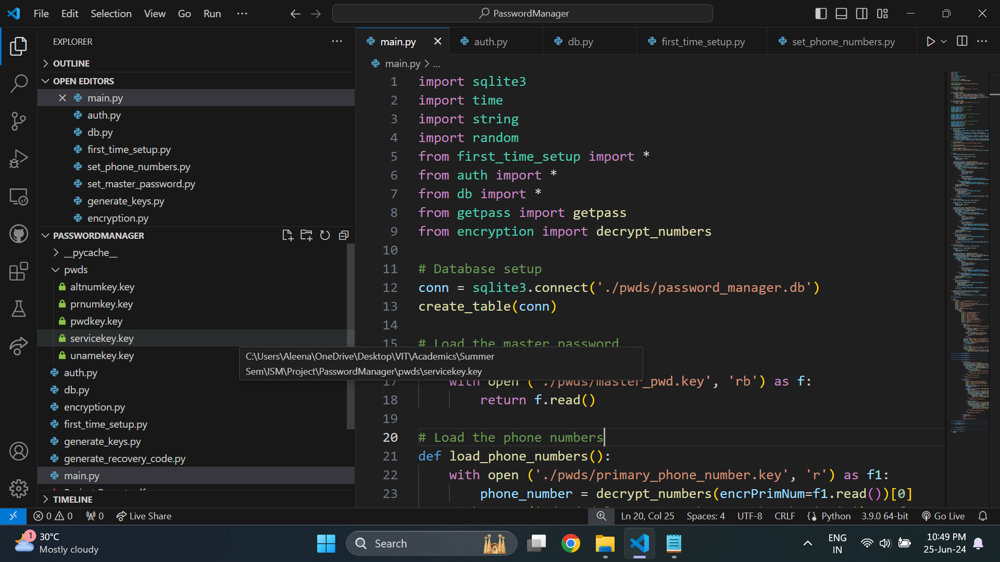 File Edit Selection View Go Run ...
PasswordManager
EXPLORER
OUTLINE
OPEN EDITORS
main.py
auth.py
db.py
first_time_setup.py
set_phone_numbers.py
set_master_password.py
generate_keys.py
encryption.py
PASSWORDMANAGER
__pycache__
pwds
altnumkey.key
prnumkey.key
pwdkey.key
servicekey.key
unamekey.key
auth.py
db.py
encryption.py
first_time_setup.py
generate_keys.py
generate_recovery_code.py
main.py
TIMELINE
main.py auth.py db.py first_time_setup.py set_phone_numbers.py
main.py > ...
1 import sqlite3
2 import time
3 import string
4 import random
5 from first_time_setup import *
6 from auth import *
7 from db import *
8 from getpass import getpass
9 from encryption import decrypt_numbers
10
11 # Database setup
12 conn = sqlite3.connect('./pwds/password_manager.db')
13 create_table(conn)
14
15 # Load the master password
C:\Users\Aleena\OneDrive\Desktop\VIT\Academics\Summer
Sem\ISM\Project\PasswordManager\pwds\servicekey.key
17 with open ('./pwds/master_pwd.key', 'rb') as f:
18 return f.read()
19
20 # Load the phone numbers
21 def load_phone_numbers():
22 with open ('./pwds/primary_phone_number.key', 'r') as f1:
23 phone_number = decrypt_numbers(encrPrimNum=f1.read())[0]
0 0 0 Live Share Ln 20, Col 25 Spaces: 4 UTF-8 CRLF Python 3.9.0 64-bit Go Live
1 30°C
Mostly cloudy
Search
ENG
IN
10:49 PM
25-Jun-24